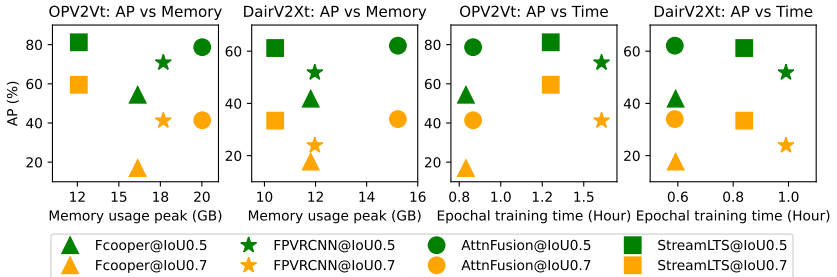 OPV2Vt: AP vs Memory
DairV2Xt: AP vs Memory
OPV2Vt: AP vs Time
DairV2Xt: AP vs Time
AP (%)
80
60
40
20
12
15
18
20
Memory usage peak (GB)
60
40
20
10
12
14
16
Memory usage peak (GB)
80
60
40
20
0.8
1.0
1.2
1.5
Epochal training time (Hour)
60
40
20
0.6
0.8
1.0
Epochal training time (Hour)
Fcooper@IoU0.5
FPVRCNN@IoU0.5
AttnFusion@IoU0.5
StreamLTS@IoU0.5
Fcooper@IoU0.7
FPVRCNN@IoU0.7
AttnFusion@IoU0.7
StreamLTS@IoU0.7